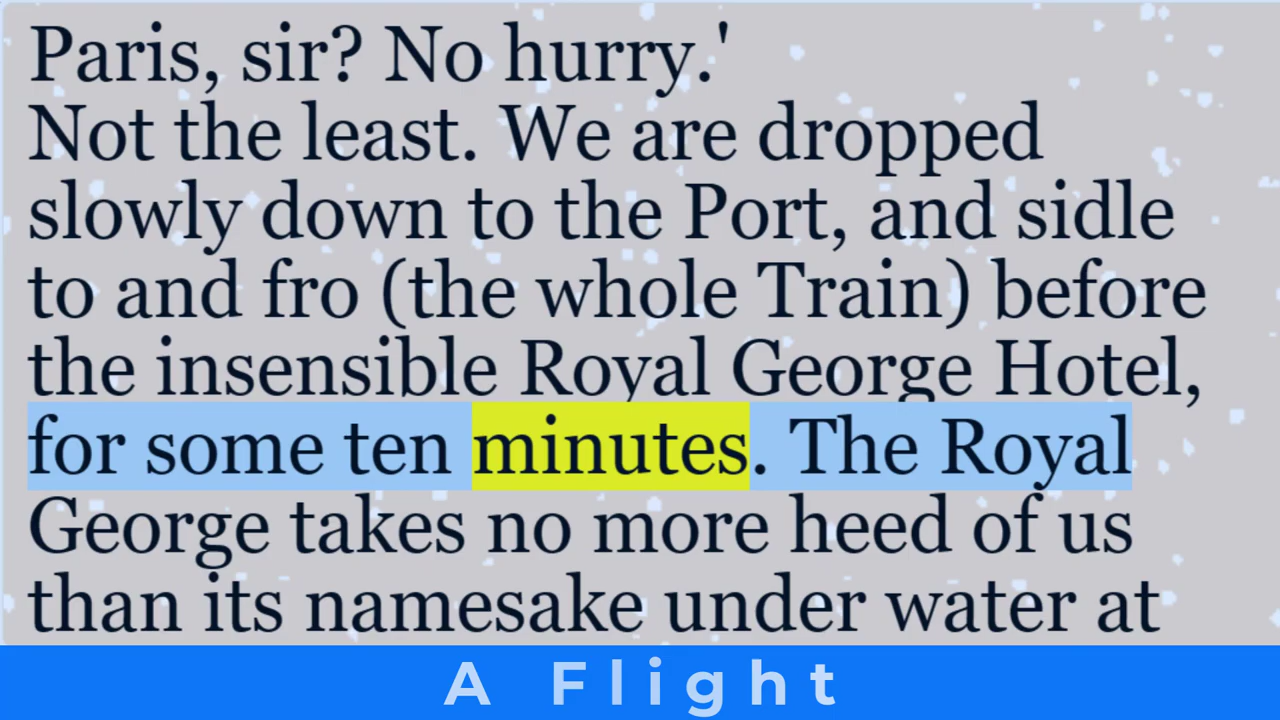 Paris, sir? No hurry.'
Not the least. We are dropped
slowly down to the Port, and sidle
to and fro (the whole Train) before
the insensible Royal George Hotel,
for some ten minutes. The Royal
George takes no more heed of us
than its namesake under water at
A Flight